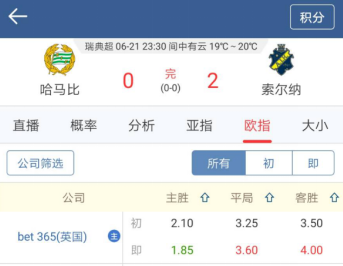 积分
瑞典超 06-21 23:30 间中有云 19℃~20℃
哈马比
0
完
(0-0)
2
索尔纳
直播 概率 分析 亚指 欧指 大小
公司筛选 所有 初 即
公司 主胜 平局 客胜
bet 365(英国) 主
初 2.10 3.25 3.50
即 1.85 3.60 4.00